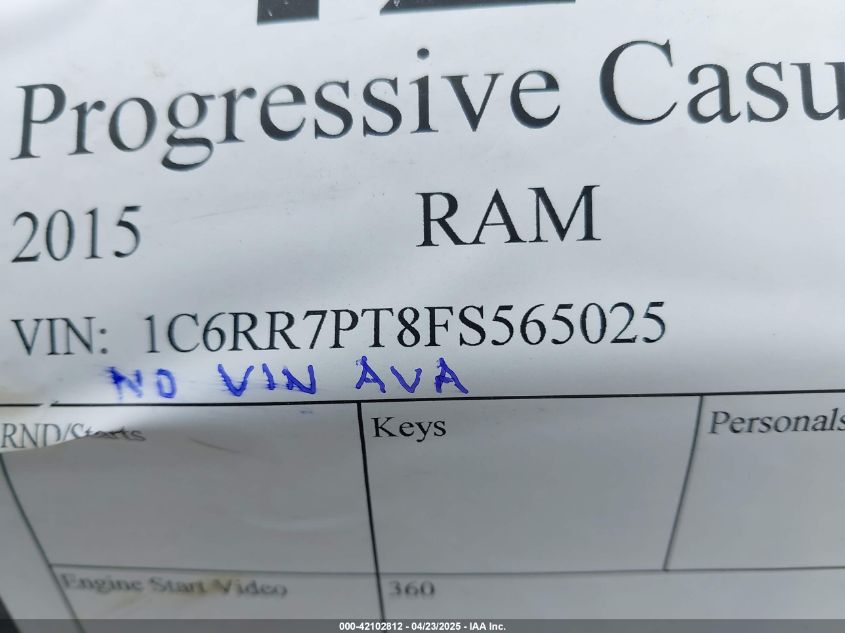 Progressive Casu
2015 RAM
VIN: 1C6RR7PT8FS565025
NO VIN AVA
RND/Starts Keys Personals
Engine Start Video 360
000-42102812 - 04/23/2025 - IAA Inc.